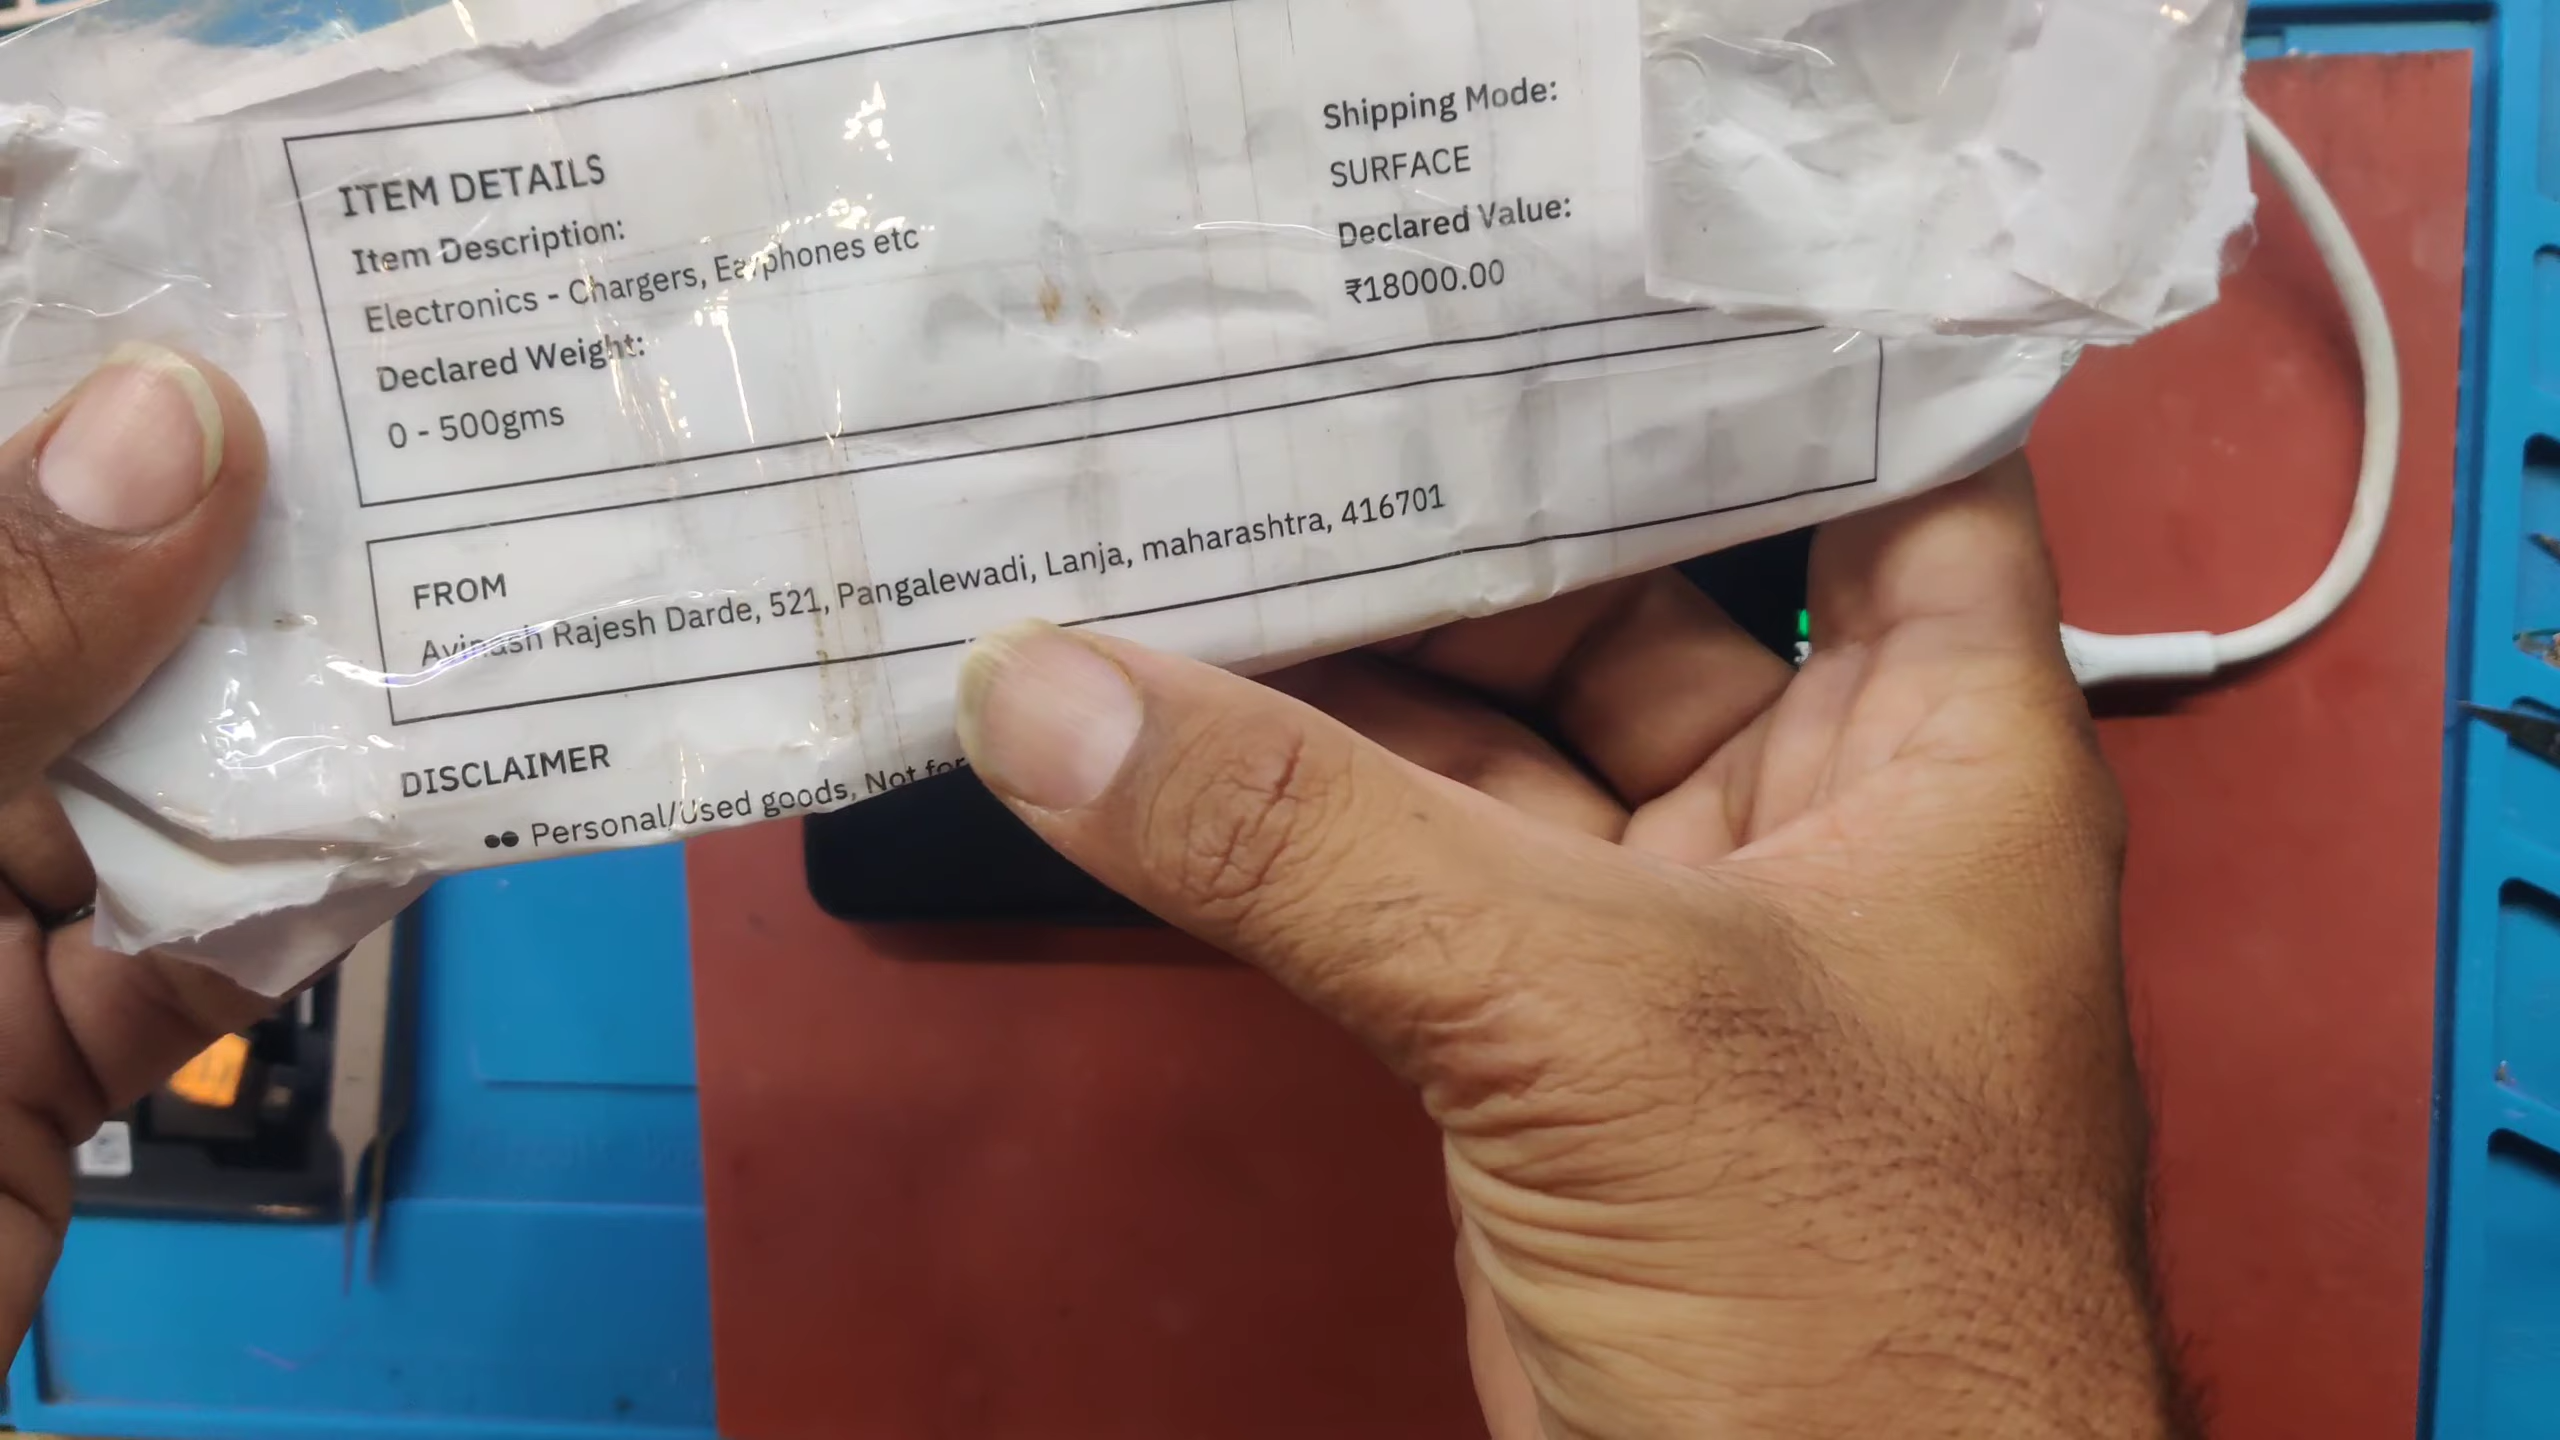 ITEM DETAILS
Item Description:
Electronics - Chargers, Earphones etc
Declared Weight:
0 - 500gms
Shipping Mode:
SURFACE
Declared Value:
₹18000.00
FROM
Avinash Rajesh Darde, 521, Pangalewadi, Lanja, maharashtra, 416701
DISCLAIMER
•• Personal/Used goods, Not for